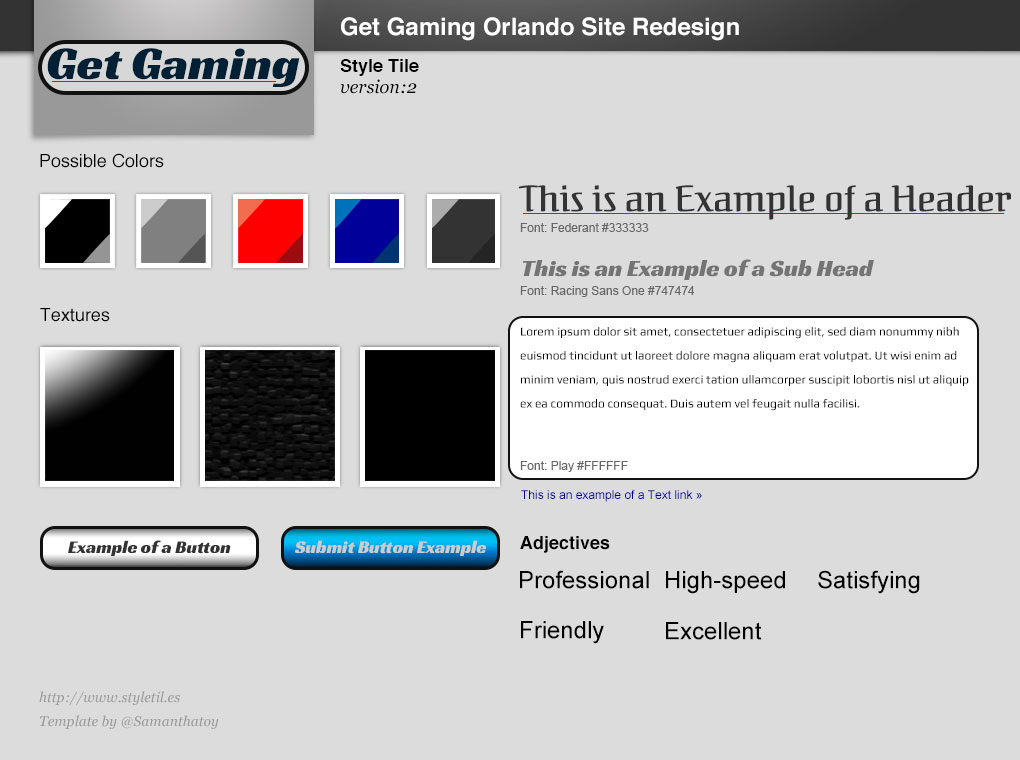 Get Gaming
Get Gaming Orlando Site Redesign
Style Tile
version:2
Possible Colors
Textures
Example of a Button
Submit Button Example
This is an Example of a Header
Font: Federant #333333
This is an Example of a Sub Head
Font: Racing Sans One #747474
Lorem ipsum dolor sit amet, consectetuer adipiscing elit, sed diam nonummy nibh
euismod tincidunt ut laoreet dolore magna aliquam erat volutpat. Ut wisi enim ad
minim veniam, quis nostrud exerci tation ullamcorper suscipit lobortis nisl ut aliquip
ex ea commodo consequat. Duis autem vel feugait nulla facilisi.
Font: Play #FFFFFF
This is an example of a Text link »
Adjectives
Professional High-speed Satisfying
Friendly Excellent
http://www.styletil.es
Template by @Samanthatoy